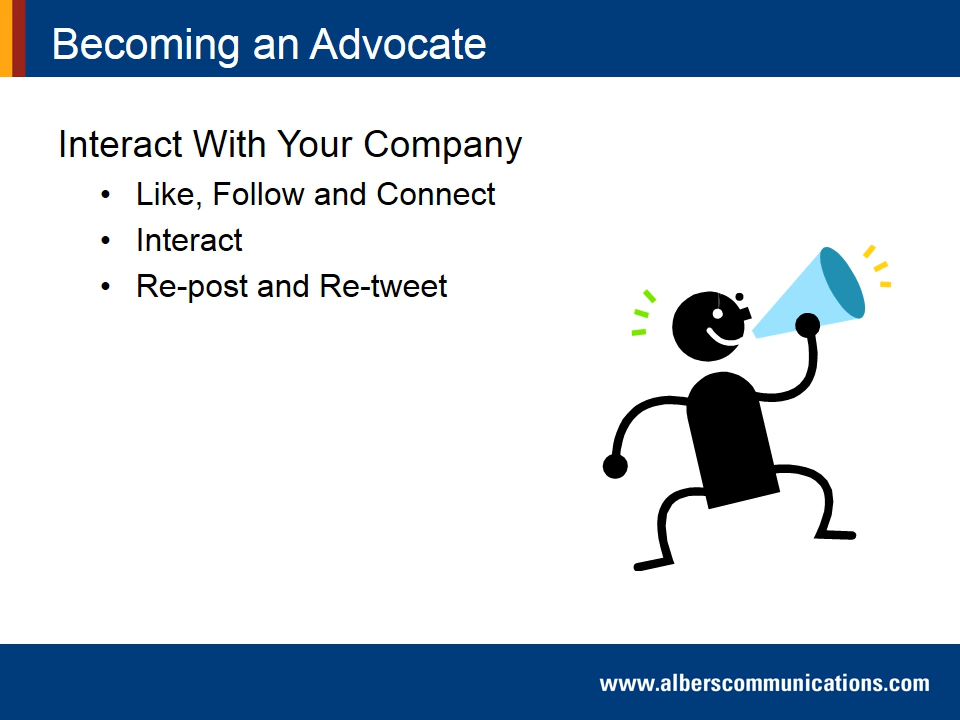 Becoming an Advocate
Interact With Your Company
• Like, Follow and Connect
• Interact
• Re-post and Re-tweet
www.alberscommunications.com